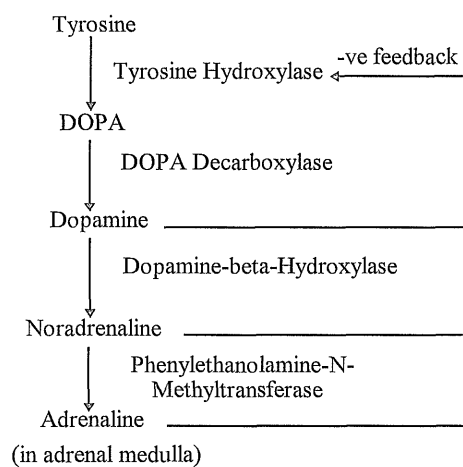 Tyrosine
-ve feedback
Tyrosine Hydroxylase
DOPA
DOPA Decarboxylase
Dopamine
Dopamine-beta-Hydroxylase
Noradrenaline
Phenylethanolamine-N-
Methyltransferase
Adrenaline
(in adrenal medulla)